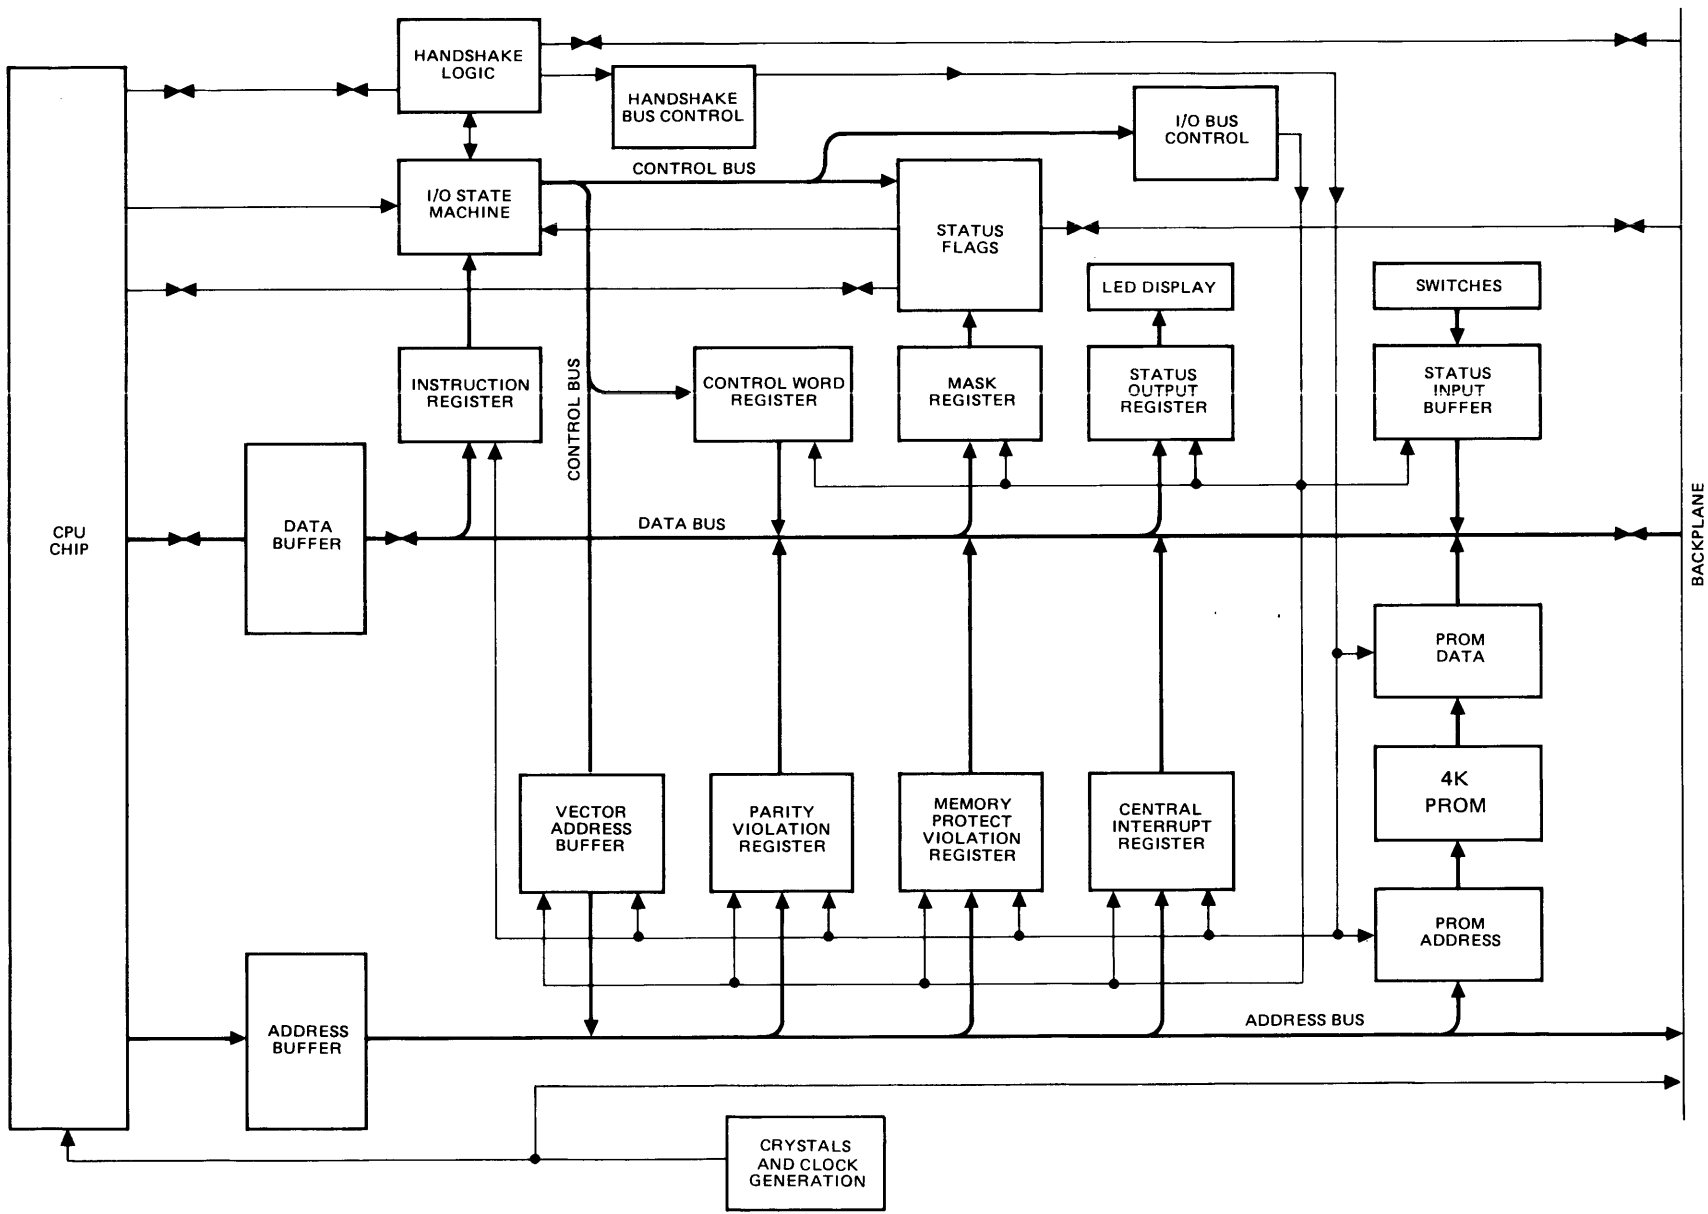 HANDSHAKE
LOGIC
HANDSHAKE
BUS CONTROL
I/O BUS
CONTROL
CONTROL BUS
I/O STATE
MACHINE
STATUS
FLAGS
LED DISPLAY
SWITCHES
INSTRUCTION
REGISTER
CONTROL BUS
CONTROL WORD
REGISTER
MASK
REGISTER
STATUS
OUTPUT
REGISTER
STATUS
INPUT
BUFFER
CPU
CHIP
DATA
BUFFER
DATA BUS
BACKPLANE
PROM
DATA
4K
PROM
VECTOR
ADDRESS
BUFFER
PARITY
VIOLATION
REGISTER
MEMORY
PROTECT
VIOLATION
REGISTER
CENTRAL
INTERRUPT
REGISTER
PROM
ADDRESS
ADDRESS
BUFFER
ADDRESS BUS
CRYSTALS
AND CLOCK
GENERATION